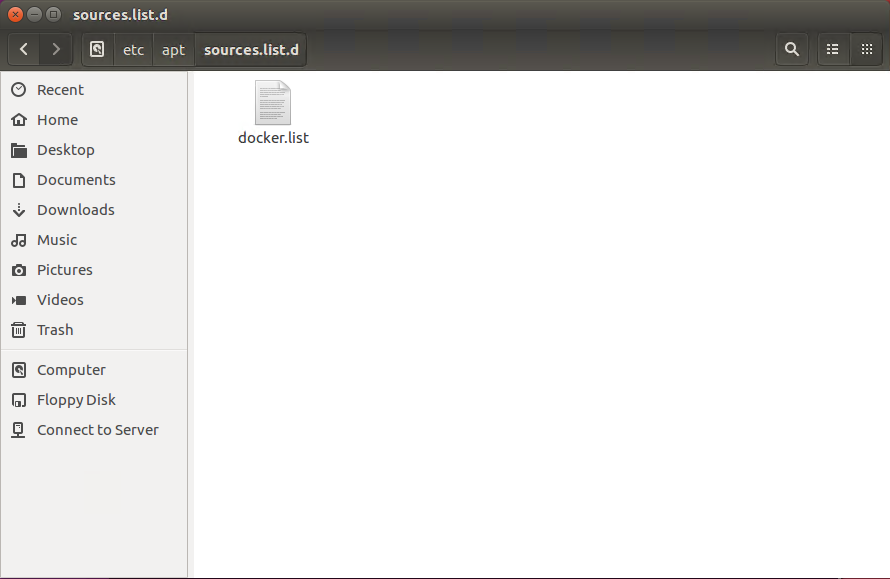 sources.list.d
etc
apt
sources.list.d
Recent
Home
Desktop
Documents
Downloads
Music
Pictures
Videos
Trash
Computer
Floppy Disk
Connect to Server
docker.list